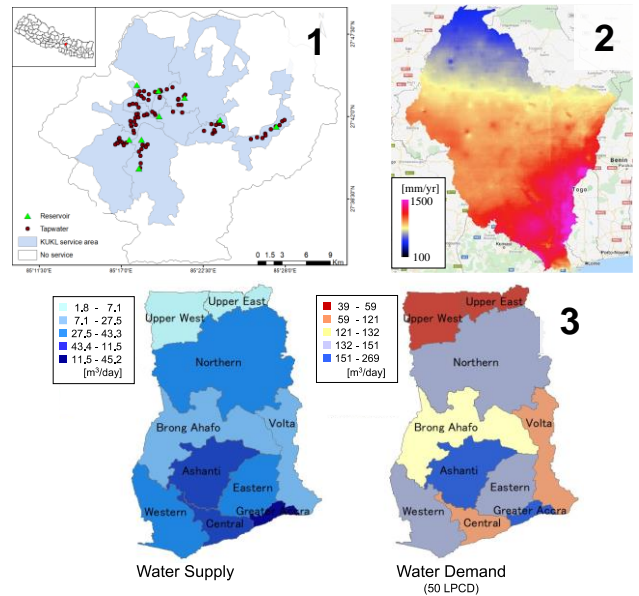 1
27°47'30"N
27°42'0"N
27°36'30"N
Reservoir
Tapwater
KUKL service area
No service
0 1.5 3 6 9
Km
85°11'30"E
85°17'0"E
85°22'30"E
85°28'0"E
2
[mm/yr]
1500
100
Benin
Togo
Kumasi
Porto-Novo
Lome
3
1.8 - 7.1
7.1 - 27.5
27.5 - 43.3
43.4 - 11.5
11.5 - 45.2
[m³/day]
Upper East
Upper West
Northern
Brong Ahafo
Volta
Ashanti
Eastern
Western
Greater Accra
Central
Water Supply
39 - 59
59 - 121
121 - 132
132 - 151
151 - 269
[m³/day]
Upper East
Upper West
Northern
Brong Ahafo
Volta
Ashanti
Eastern
Western
Greater Accra
Central
Water Demand
(50 LPCD)